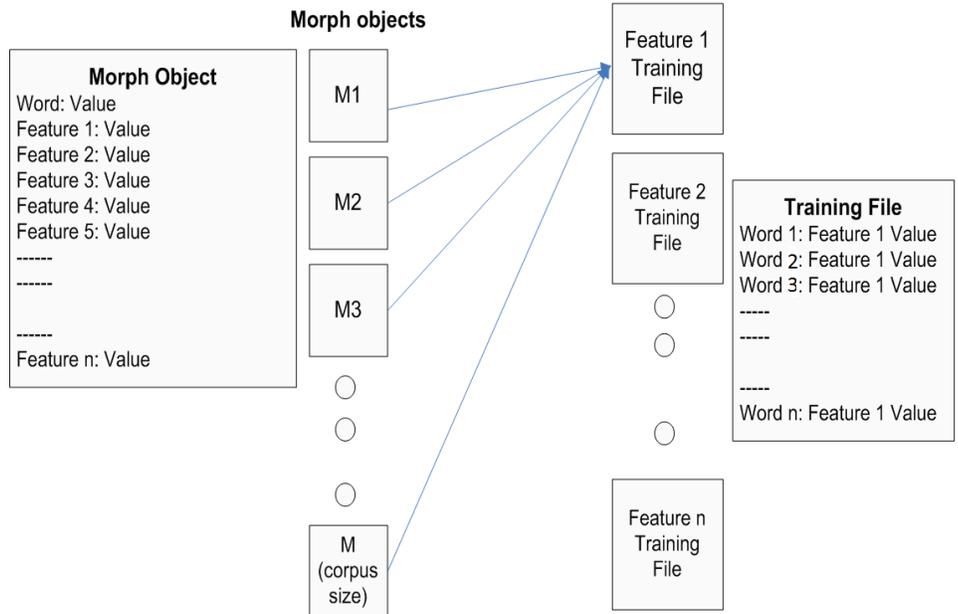 Morph objects
Morph Object
Word: Value
Feature 1: Value
Feature 2: Value
Feature 3: Value
Feature 4: Value
Feature 5: Value
------
------
------
Feature n: Value
M1
M2
M3
M
(corpus
size)
Feature 1
Training
File
Feature 2
Training
File
Feature n
Training
File
Training File
Word 1: Feature 1 Value
Word 2: Feature 1 Value
Word 3: Feature 1 Value
-----
-----
-----
Word n: Feature 1 Value